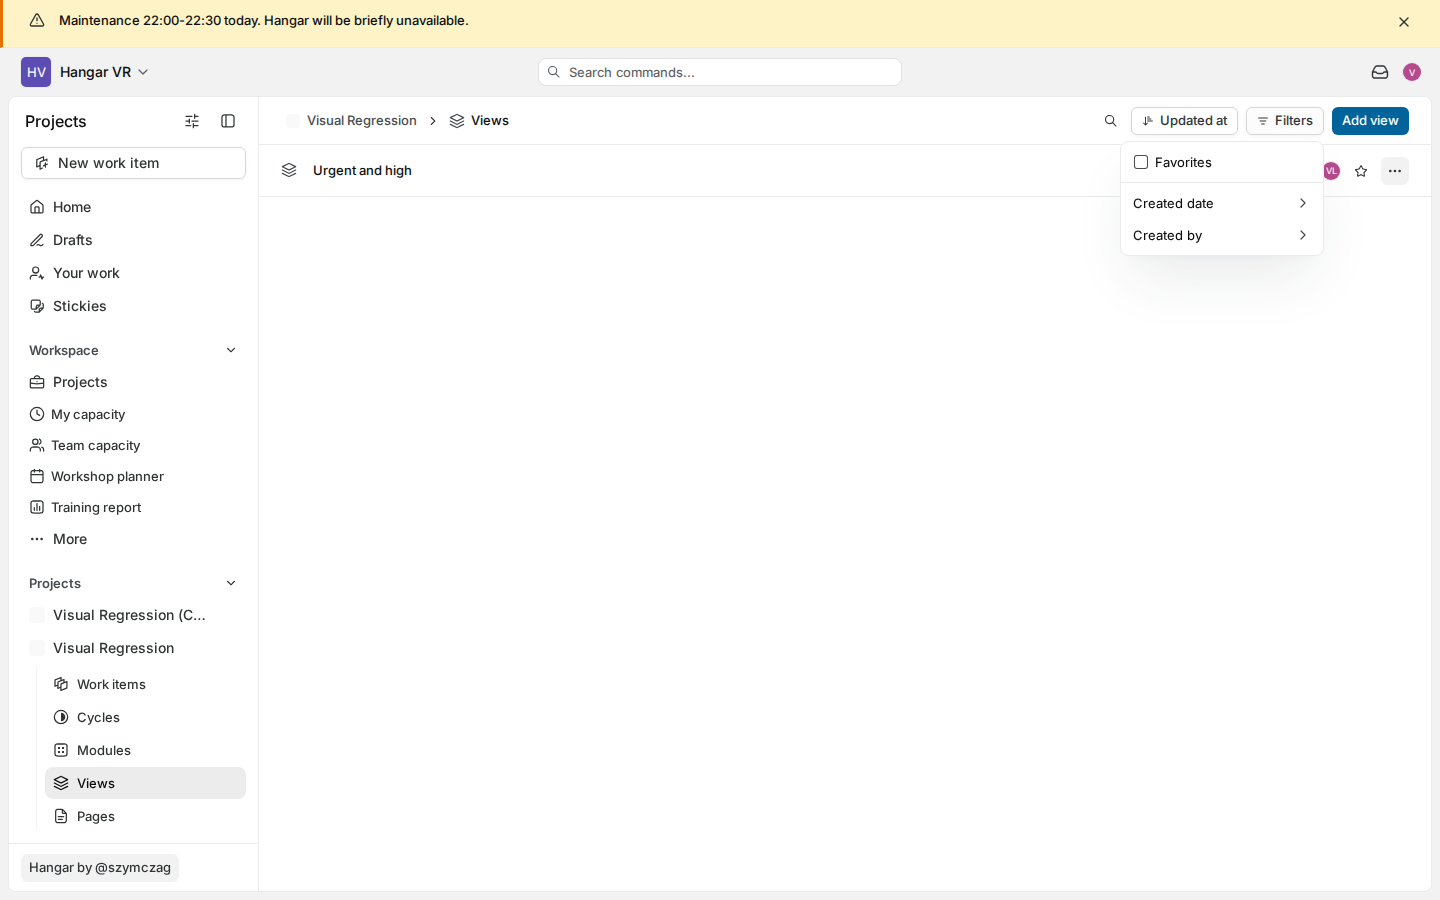 Maintenance 22:00-22:30 today. Hangar will be briefly unavailable.
HV
Hangar VR
Search commands...
V
Projects
New work item
Home
Drafts
Your work
Stickies
Workspace
Projects
My capacity
Team capacity
Workshop planner
Training report
More
Projects
Visual Regression (C...
Visual Regression
Work items
Cycles
Modules
Views
Pages
Hangar by @szymczag
Visual Regression
Views
Updated at
Filters
Add view
Urgent and high
VL
Favorites
Created date
Created by